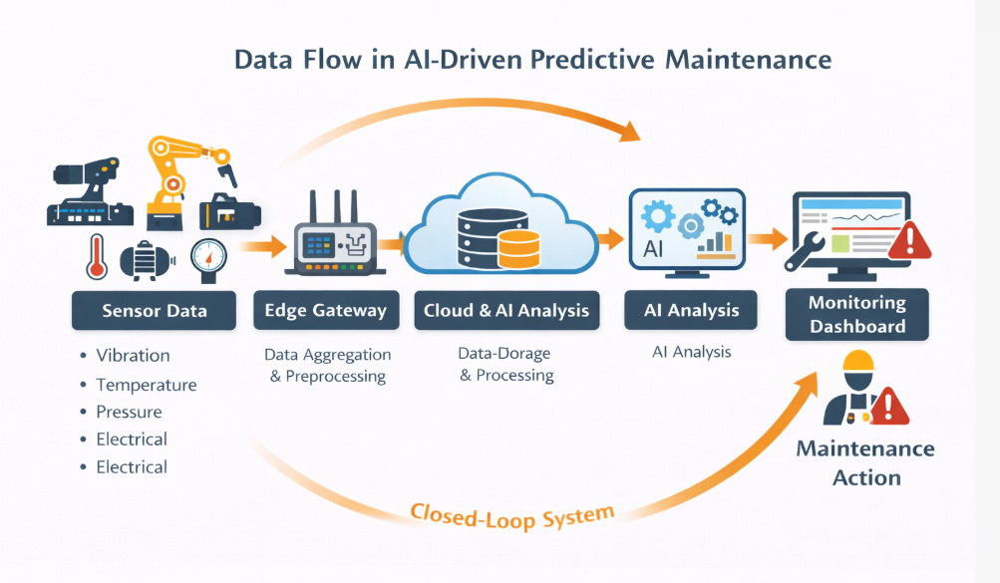 Data Flow in AI-Driven Predictive Maintenance
AI
Sensor Data
• Vibration
• Temperature
• Pressure
• Electrical
• Electrical
Edge Gateway
Data Aggregation
& Preprocessing
Cloud & AI Analysis
Data-Dorage
& Processing
AI Analysis
AI Analysis
Monitoring
Dashboard
Maintenance
Action
Closed-Loop System